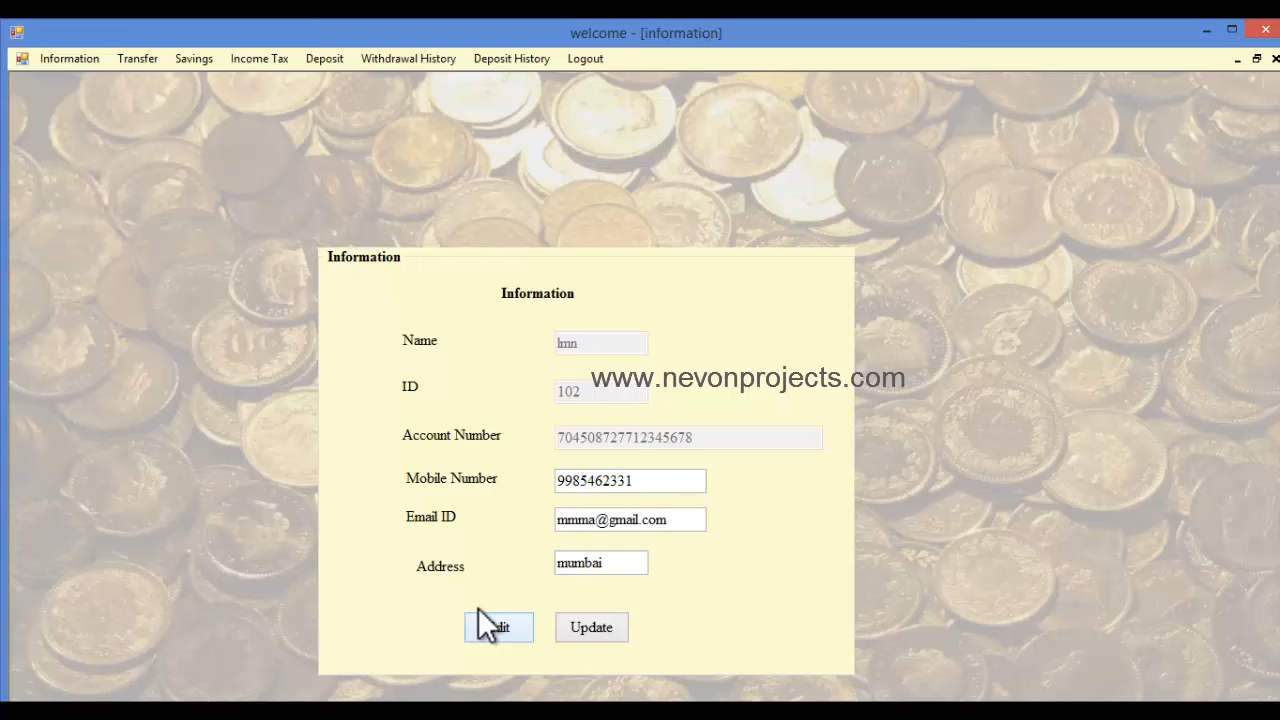 welcome - [information]
Information Transfer Savings Income Tax Deposit Withdrawal History Deposit History Logout
Information
Information
Name lmn
www.nevonprojects.com
ID 102
Account Number 704508727712345678
Mobile Number 9985462331
Email ID mmma@gmail.com
Address mumbai
Update